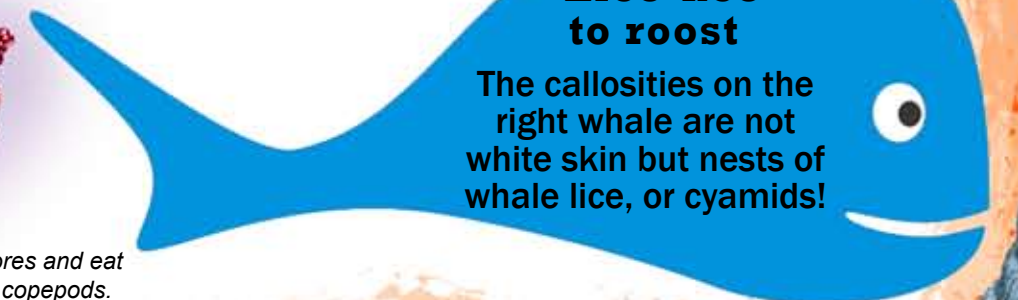 to roost
The callosities on the
right whale are not
white skin but nests of
whale lice, or cyamids!
and eat
copepods.